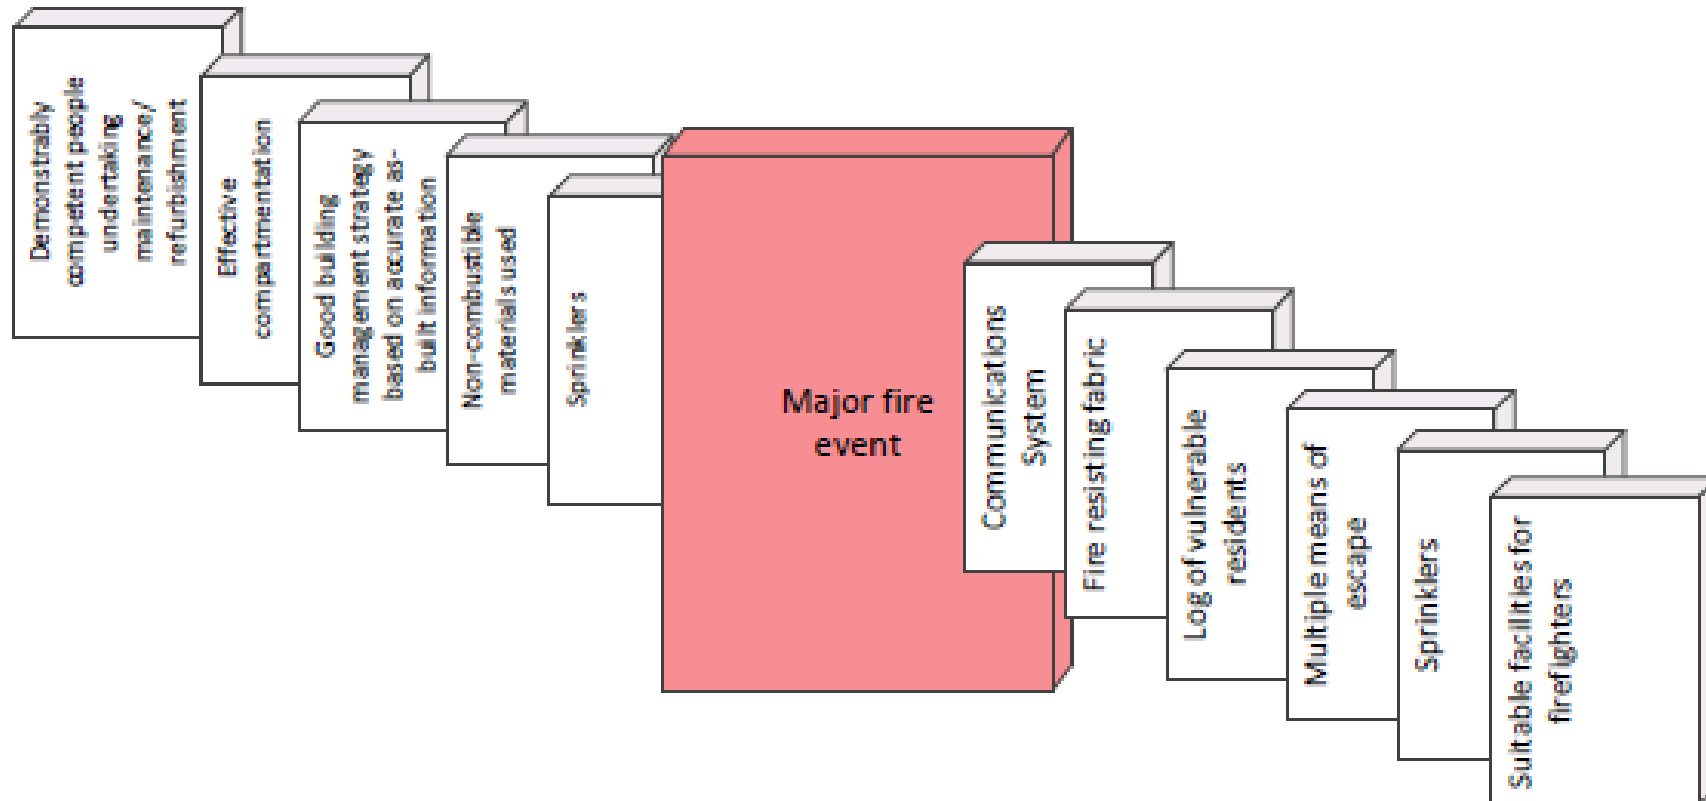 Demonstrably
competent people
undertaking
maintenance/
refurbishment
Effective
compartmentation
Good building
management strategy
based on accurate as-
built information
Non-combustible
materials used
Sprinklers
Major fire
event
Communications
System
Fire resisting fabric
Log of vulnerable
residents
Multiple means of
escape
Sprinklers
Suitable facilities for
firefighters